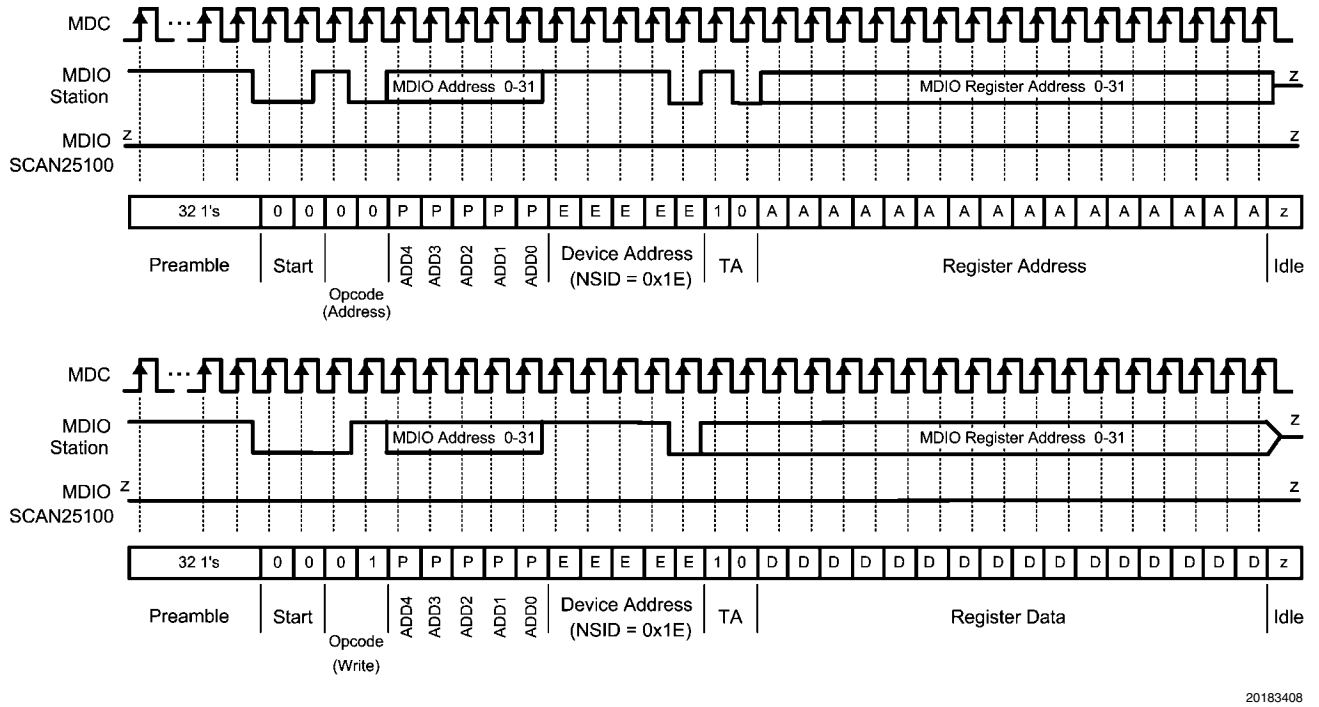 MDC ...
MDIO Station MDIO Address 0-31 MDIO Register Address 0-31 z
MDIO SCAN25100 z z
32 1's 0 0 0 0 P P P P P E E E E E 1 0 A A A A A A A A A A A A A A A A z
Preamble Start Opcode (Address) ADD4 ADD3 ADD2 ADD1 ADD0 Device Address (NSID = 0x1E) TA Register Address Idle
MDC ...
MDIO Station MDIO Address 0-31 MDIO Register Address 0-31 z
MDIO SCAN25100 z z
32 1's 0 0 0 1 P P P P P E E E E E 1 0 D D D D D D D D D D D D D D D D z
Preamble Start Opcode (Write) ADD4 ADD3 ADD2 ADD1 ADD0 Device Address (NSID = 0x1E) TA Register Data Idle
20183408